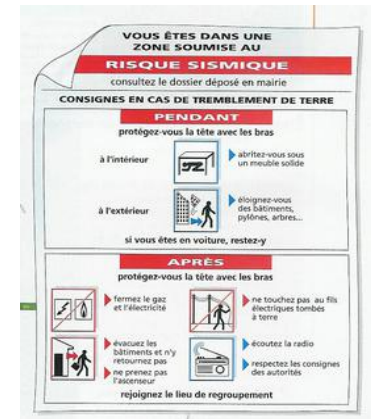 VOUS ÊTES DANS UNE
ZONE SOUMISE AU
RISQUE SISMIQUE
consultez le dossier déposé en mairie
CONSIGNES EN CAS DE TREMBLEMENT DE TERRE
PENDANT
protégez-vous la tête avec les bras
à l'intérieur
abritez-vous sous
un meuble solide
à l'extérieur
éloignez-vous
des bâtiments,
pylônes, arbres...
si vous êtes en voiture, restez-y
APRÈS
protégez-vous la tête avec les bras
fermez le gaz
et l'électricité
ne touchez pas au fils
électriques tombés
à terre
évacuez les
bâtiments et n'y
retournez pas
ne prenez pas
l'ascenseur
écoutez la radio
respectez les consignes
des autorités
rejoignez le lieu de regroupement